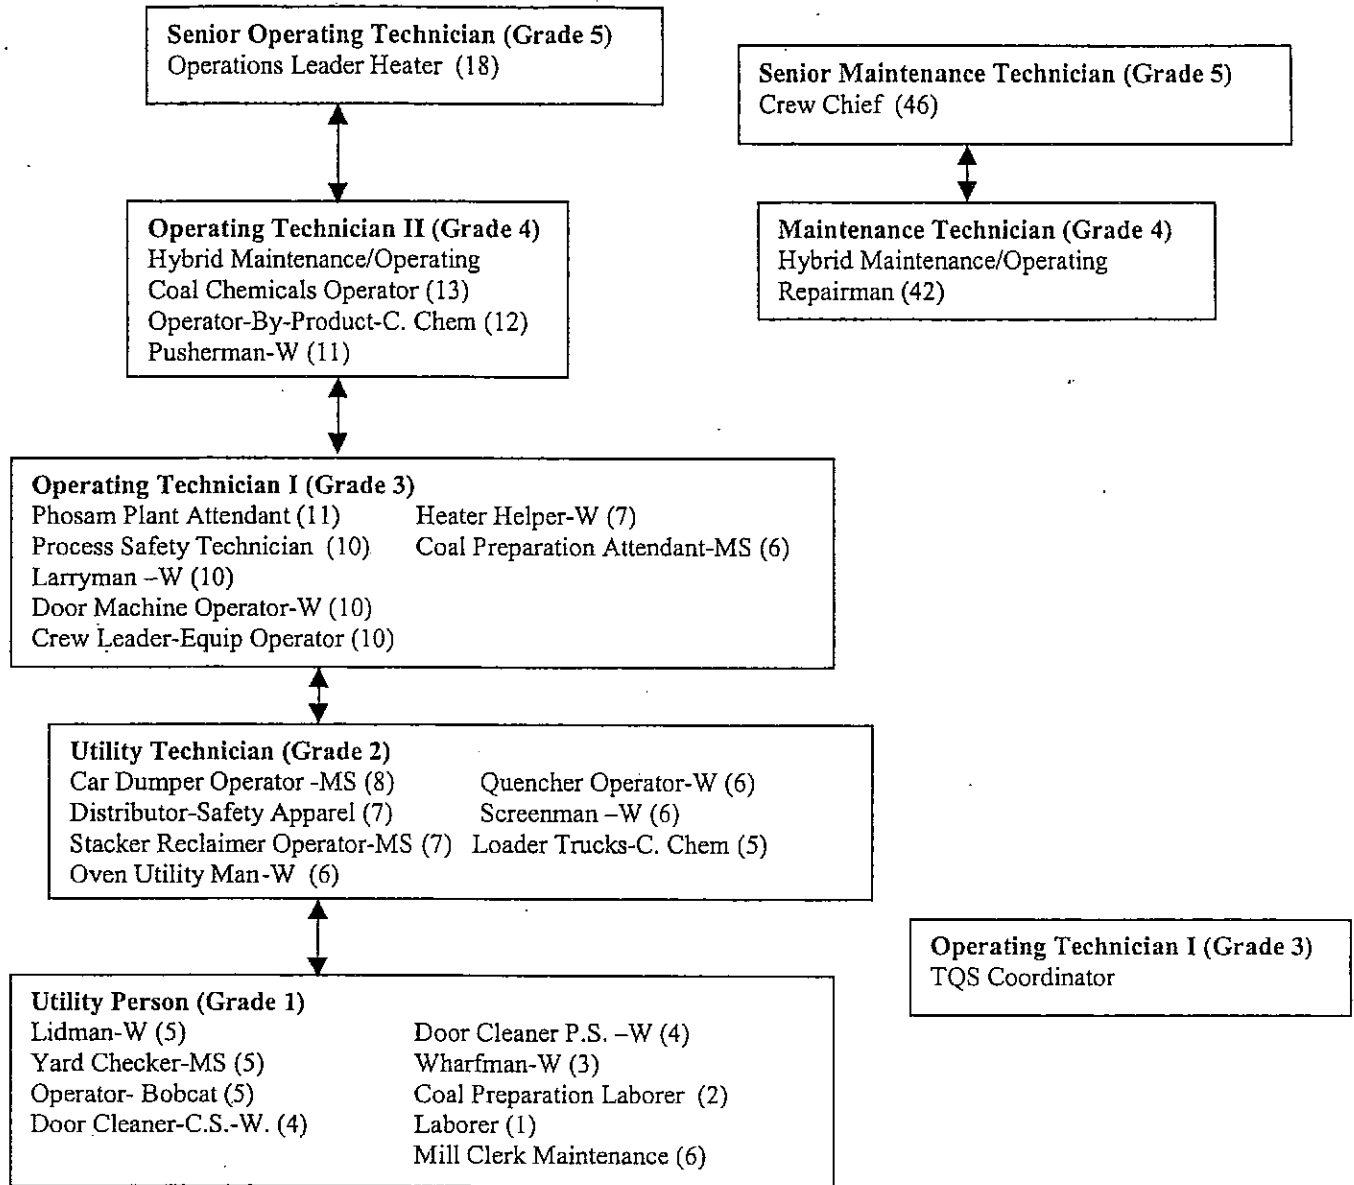 Senior Operating Technician (Grade 5)
Operations Leader Heater (18)
Senior Maintenance Technician (Grade 5)
Crew Chief (46)
Operating Technician II (Grade 4)
Hybrid Maintenance/Operating
Coal Chemicals Operator (13)
Operator-By-Product-C. Chem (12)
Pusherman-W (11)
Maintenance Technician (Grade 4)
Hybrid Maintenance/Operating
Repairman (42)
Operating Technician I (Grade 3)
Phosam Plant Attendant (11) Heater Helper-W (7)
Process Safety Technician (10) Coal Preparation Attendant-MS (6)
Larryman –W (10)
Door Machine Operator-W (10)
Crew Leader-Equip Operator (10)
Utility Technician (Grade 2)
Car Dumper Operator -MS (8) Quencher Operator-W (6)
Distributor-Safety Apparel (7) Screenman –W (6)
Stacker Reclaimer Operator-MS (7) Loader Trucks-C. Chem (5)
Oven Utility Man-W (6)
Operating Technician I (Grade 3)
TQS Coordinator
Utility Person (Grade 1)
Lidman-W (5) Door Cleaner P.S. –W (4)
Yard Checker-MS (5) Wharfman-W (3)
Operator- Bobcat (5) Coal Preparation Laborer (2)
Door Cleaner-C.S.-W. (4) Laborer (1)
Mill Clerk Maintenance (6)